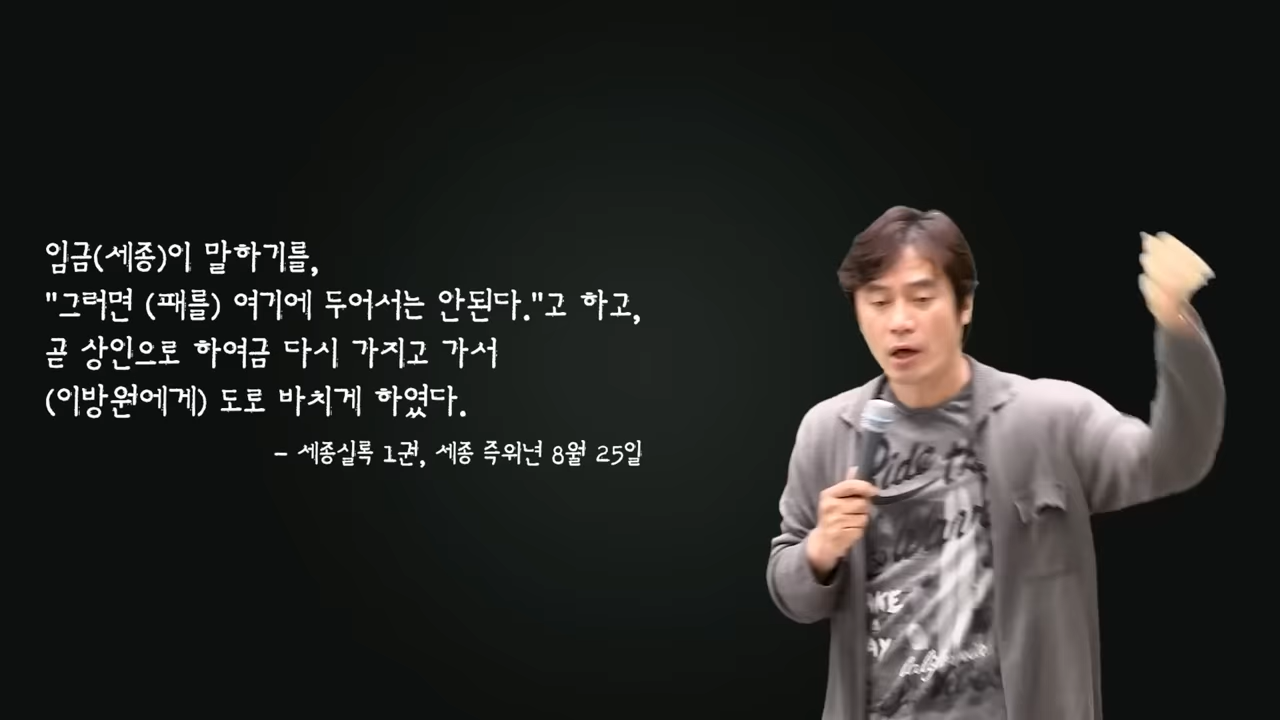 임금(세종)이 말하기를,
"그러면 (패를) 여기에 두어서는 안된다."고 하고,
곧 상인으로 하여금 다시 가지고 가서
(이방원에게) 도로 바치게 하였다.
- 세종실록 1권, 세종 즉위년 8월 25일